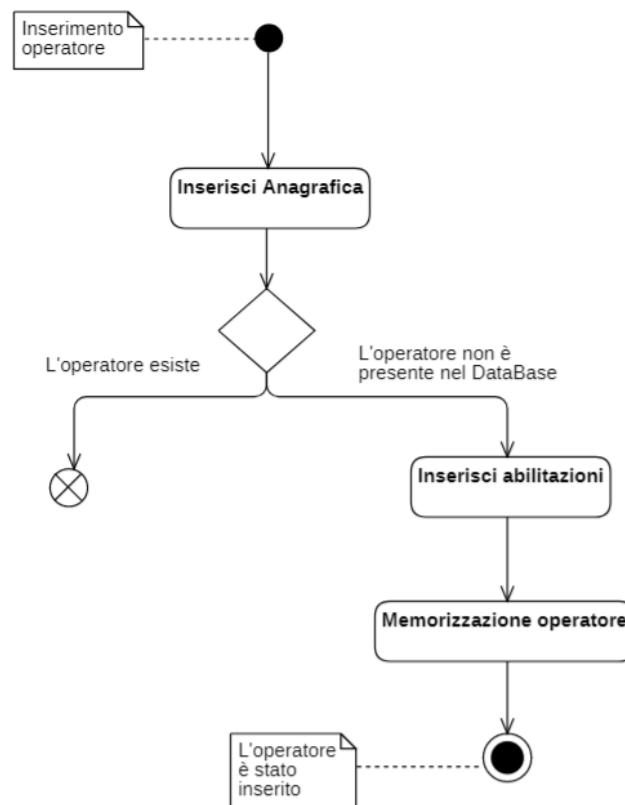 Inserimento
operatore
Inserisci Anagrafica
L'operatore esiste
L'operatore non è
presente nel DataBase
Inserisci abilitazioni
Memorizzazione operatore
L'operatore
è stato
inserito